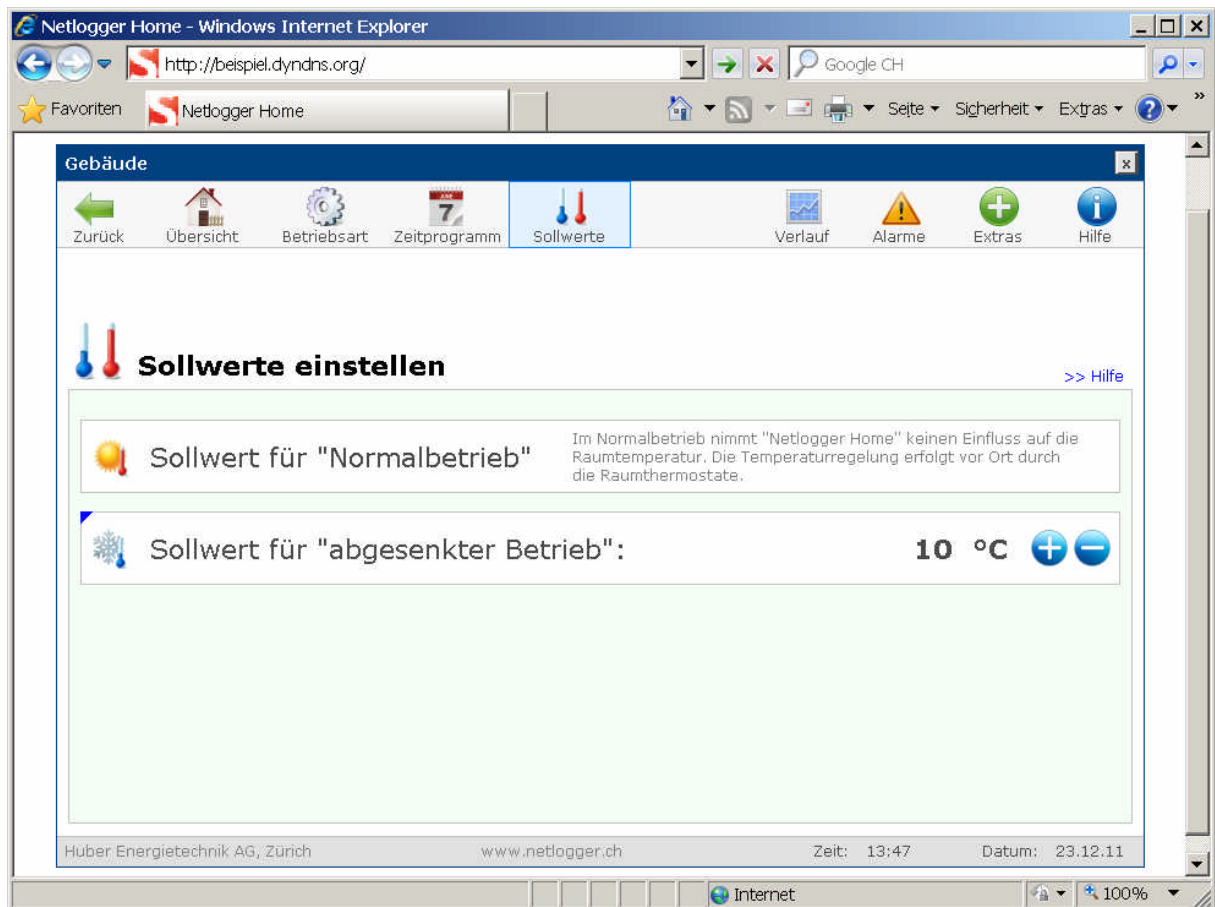 Netlogger Home - Windows Internet Explorer
http://beispiel.dyndns.org/
Google CH
Favoriten
Netlogger Home
Seite
Sicherheit
Extras
»
Gebäude
Zurück
Übersicht
Betriebsart
7
Zeitprogramm
Sollwerte
Verlauf
Alarme
Extras
Hilfe
Sollwerte einstellen
>> Hilfe
Sollwert für "Normalbetrieb"
Im Normalbetrieb nimmt "Netlogger Home" keinen Einfluss auf die
Raumtemperatur. Die Temperaturregelung erfolgt vor Ort durch
die Raumthermostate.
Sollwert für "abgesenkter Betrieb":
10 °C
Huber Energietechnik AG, Zürich
www.netlogger.ch
Zeit: 13:47
Datum: 23.12.11
Internet
100%